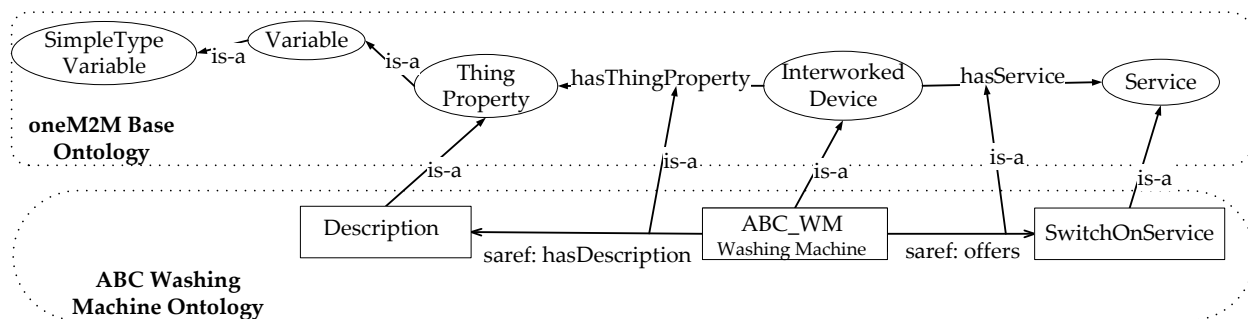 SimpleType
Variable
is-a
Variable
is-a
Thing
Property
hasThingProperty
Interworked
Device
hasService
Service
oneM2M Base
Ontology
is-a
is-a
is-a
is-a
is-a
Description
saref: hasDescription
ABC_WM
Washing Machine
saref: offers
SwitchOnService
ABC Washing
Machine Ontology